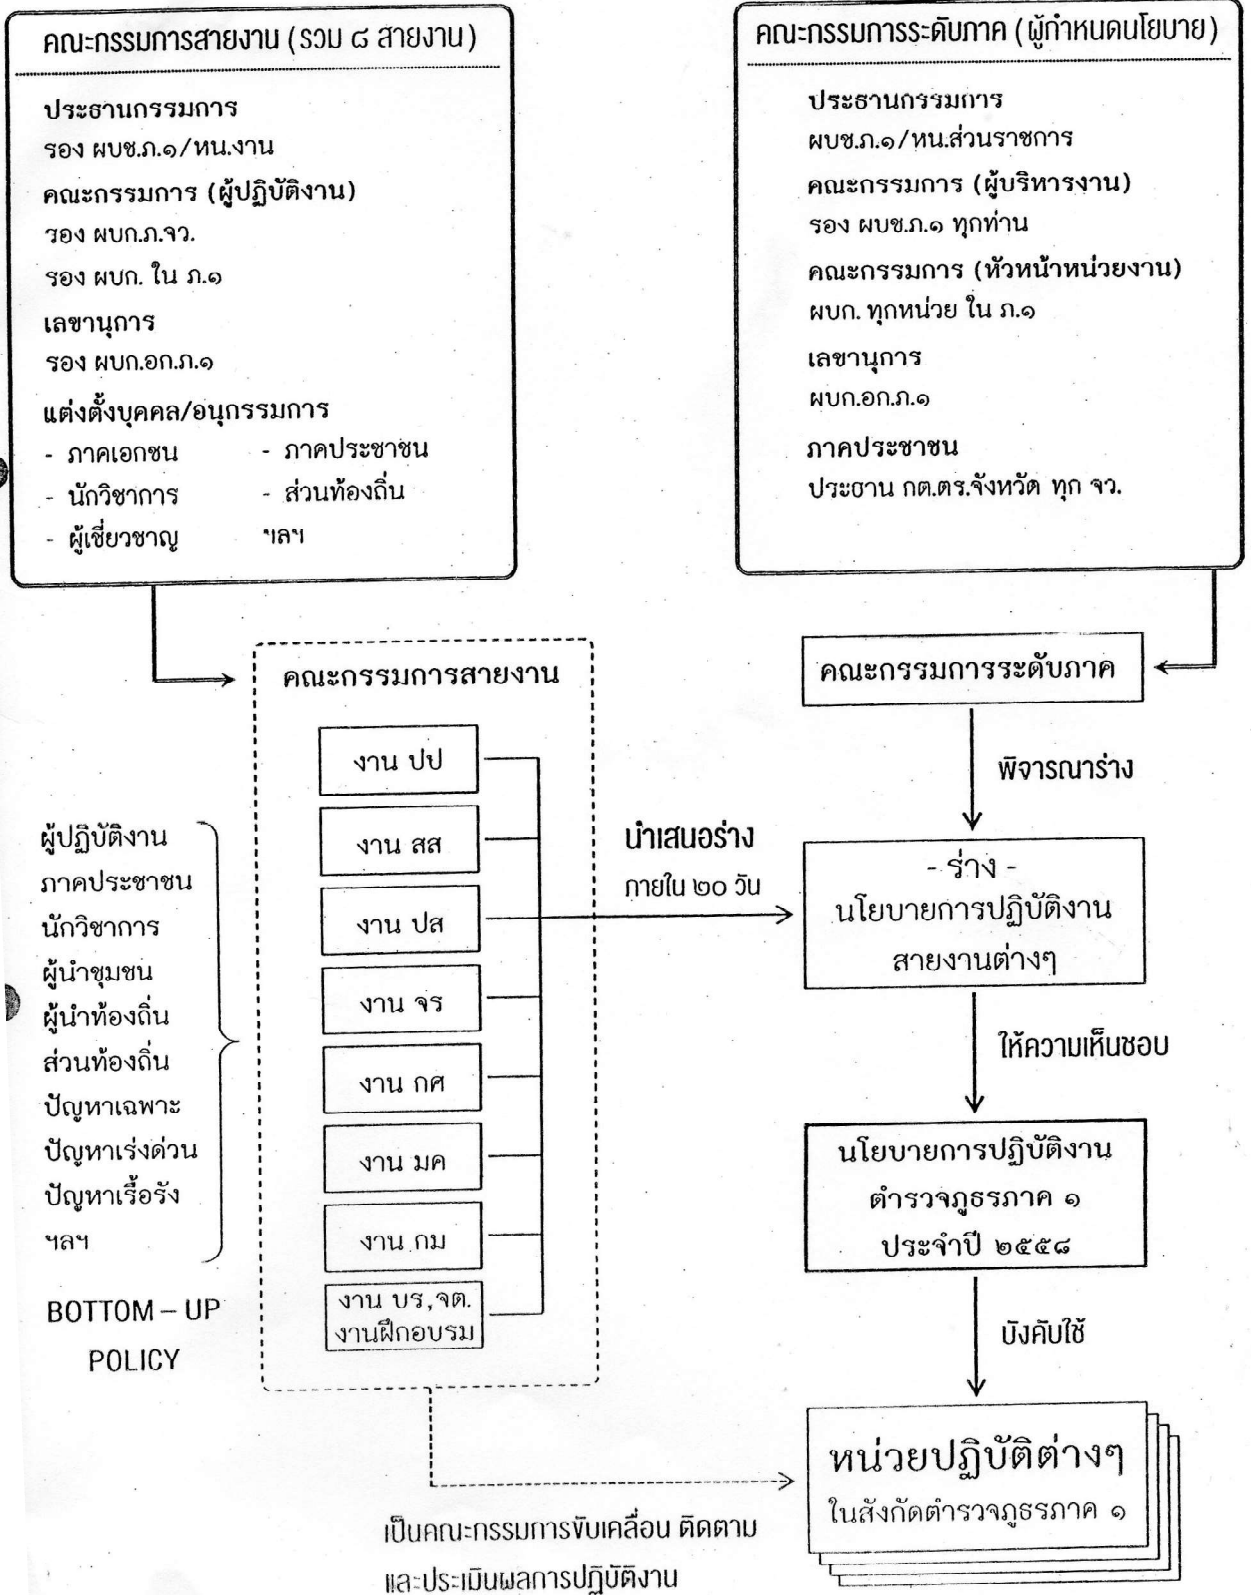 คณะกรรมการสายงาน (รวม ๘ สายงาน)
ประธานกรรมการ
รอง ผบช.ภ.๑/หน.งาน
คณะกรรมการ (ผู้ปฏิบัติงาน)
รอง ผบก.ภ.จว.
รอง ผบก. ใน ภ.๑
เลขานุการ
รอง ผบก.อก.ภ.๑
แต่งตั้งบุคคล/อนุกรรมการ
- ภาคเอกชน - ภาคประชาชน
- นักวิชาการ - ส่วนท้องถิ่น
- ผู้เชี่ยวชาญ ฯลฯ
คณะกรรมการระดับภาค (ผู้กำหนดนโยบาย)
ประธานกรรมการ
ผบช.ภ.๑/หน.ส่วนราชการ
คณะกรรมการ (ผู้บริหารงาน)
รอง ผบช.ภ.๑ ทุกท่าน
คณะกรรมการ (หัวหน้าหน่วยงาน)
ผบก. ทุกหน่วย ใน ภ.๑
เลขานุการ
ผบก.อก.ภ.๑
ภาคประชาชน
ประธาน กต.ตร.จังหวัด ทุก จว.
ผู้ปฏิบัติงาน
ภาคประชาชน
นักวิชาการ
ผู้นำชุมชน
ผู้นำท้องถิ่น
ส่วนท้องถิ่น
ปัญหาเฉพาะ
ปัญหาเร่งด่วน
ปัญหาเรื้อรัง
ฯลฯ
BOTTOM – UP
POLICY
คณะกรรมการสายงาน
งาน ปป
งาน สส
งาน ปส
งาน จร
งาน กศ
งาน มค
งาน กม
งาน บร,จต.
งานฝึกอบรม
นำเสนอร่าง
ภายใน ๒๐ วัน
คณะกรรมการระดับภาค
พิจารณาร่าง
- ร่าง -
นโยบายการปฏิบัติงาน
สายงานต่างๆ
ให้ความเห็นชอบ
นโยบายการปฏิบัติงาน
ตำรวจภูธรภาค ๑
ประจำปี ๒๕๕๘
บังคับใช้
หน่วยปฏิบัติต่างๆ
ในสังกัดตำรวจภูธรภาค ๑
เป็นคณะกรรมการขับเคลื่อน ติดตาม
และประเมินผลการปฏิบัติงาน